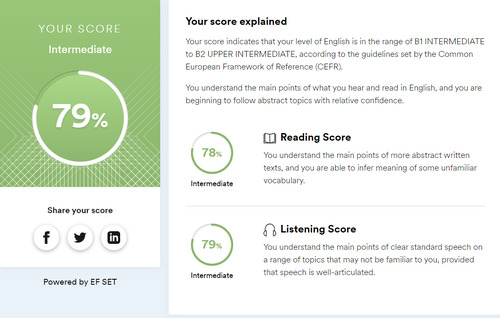 YOUR SCORE
Intermediate
79%
Share your score
Powered by EF SET
Your score explained
Your score indicates that your level of English is in the range of B1 INTERMEDIATE
to B2 UPPER INTERMEDIATE, according to the guidelines set by the Common
European Framework of Reference (CEFR).
You understand the main points of what you hear and read in English, and you are
beginning to follow abstract topics with relative confidence.
78%
Intermediate
Reading Score
You understand the main points of more abstract written
texts, and you are able to infer meaning of some unfamiliar
vocabulary.
79%
Intermediate
Listening Score
You understand the main points of clear standard speech on
a range of topics that may not be familiar to you, provided
that speech is well-articulated.